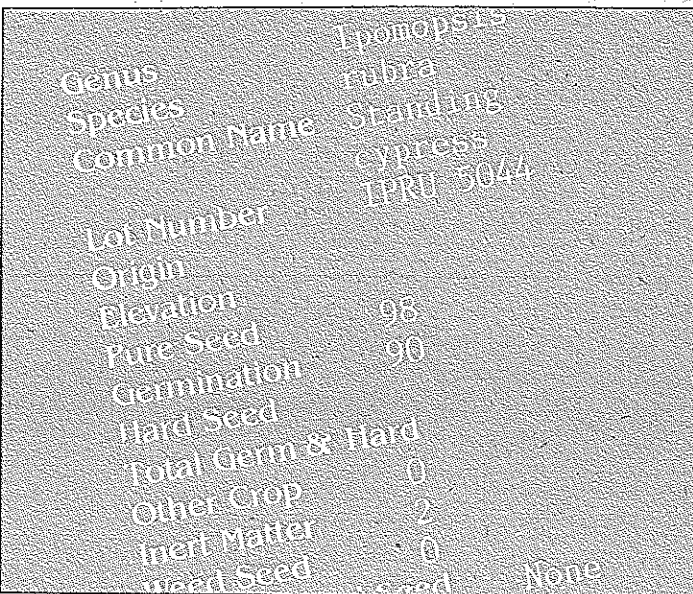 Genus Ipomopsis
Species rubra
Common Name Standing
cypress
Lot Number IPRU 5044
Origin
Elevation
Pure Seed 98
Germination 90
Hard Seed
Total Germ & Hard
Other Crop 0
Inert Matter 2
Weed Seed 0
Seed None